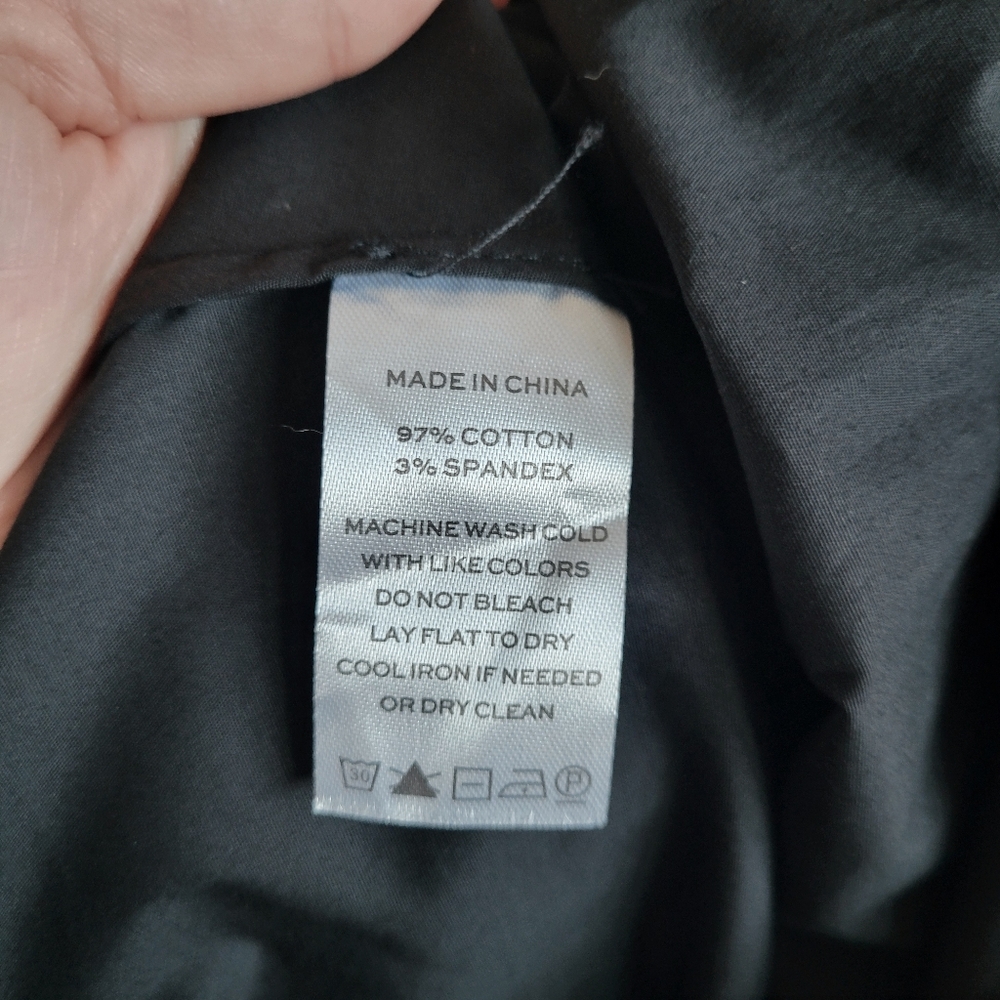 MADE IN CHINA
97% COTTON
3% SPANDEX
MACHINE WASH COLD
WITH LIKE COLORS
DO NOT BLEACH
LAY FLAT TO DRY
COOL IRON IF NEEDED
OR DRY CLEAN
30 P